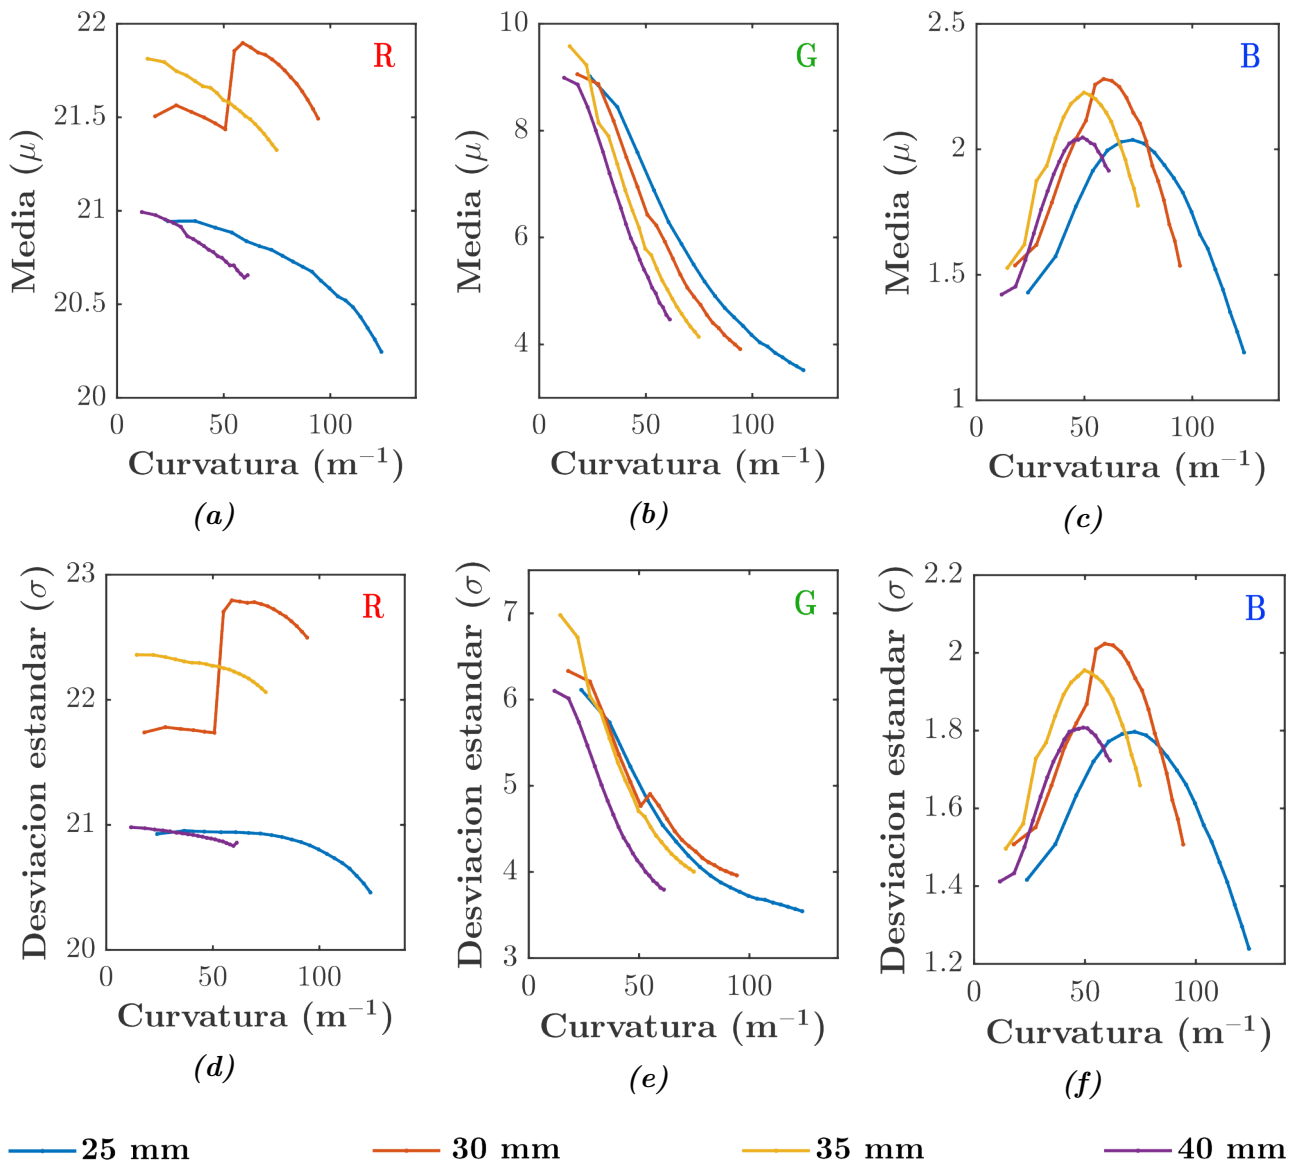 22
21.5
21
20.5
20
0 50 100
Media (μ)
Curvatura (m⁻¹)
R
(a)
10
8
6
4
0 50 100
Media (μ)
Curvatura (m⁻¹)
G
(b)
2.5
2
1.5
1
0 50 100
Media (μ)
Curvatura (m⁻¹)
B
(c)
23
22
21
20
0 50 100
Desviacion estandar (σ)
Curvatura (m⁻¹)
R
(d)
7
6
5
4
3
0 50 100
Desviacion estandar (σ)
Curvatura (m⁻¹)
G
(e)
2.2
2
1.8
1.6
1.4
1.2
0 50 100
Desviacion estandar (σ)
Curvatura (m⁻¹)
B
(f)
25 mm 30 mm 35 mm 40 mm